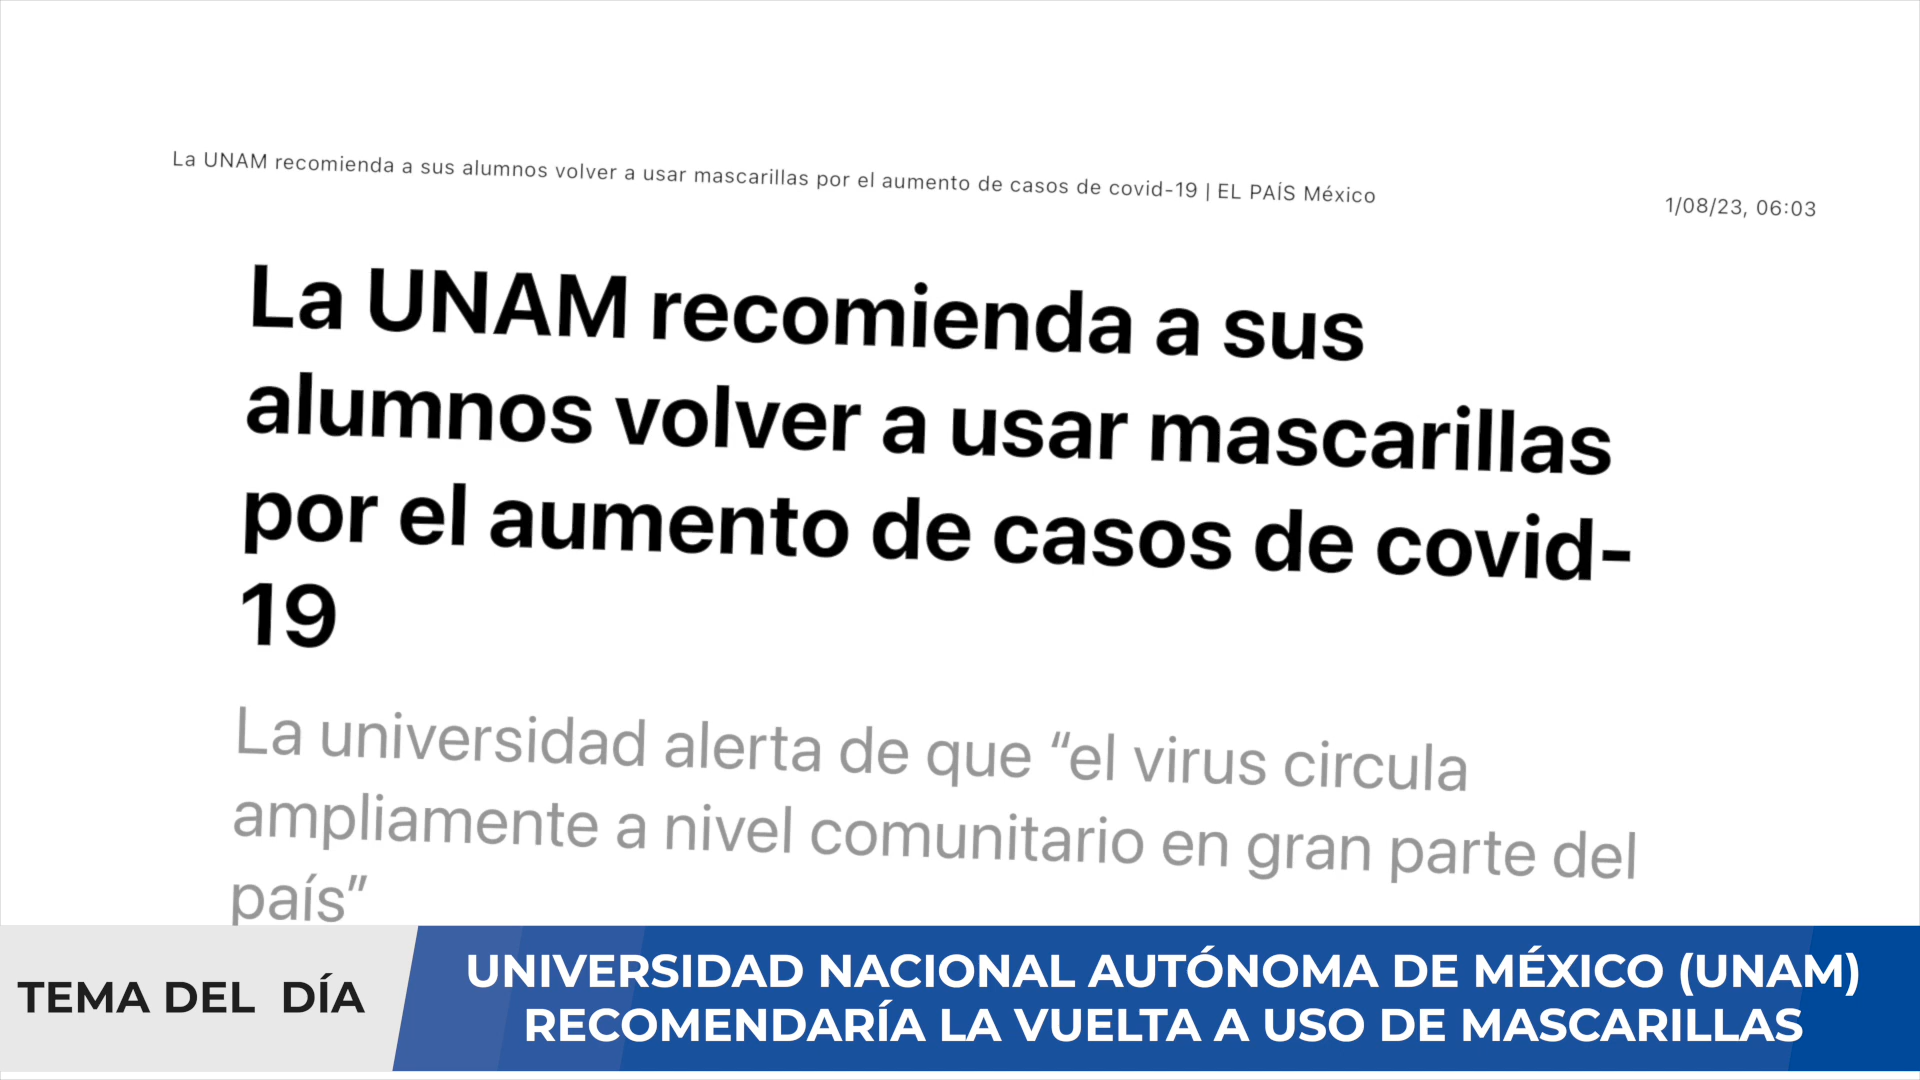 La UNAM recomienda a sus alumnos volver a usar mascarillas por el aumento de casos de covid-19 | EL PAÍS México
1/08/23, 06:03
La UNAM recomienda a sus
alumnos volver a usar mascarillas
por el aumento de casos de covid-
19
La universidad alerta de que “el virus circula
ampliamente a nivel comunitario en gran parte del
país”
TEMA DEL DÍA
UNIVERSIDAD NACIONAL AUTÓNOMA DE MÉXICO (UNAM)
RECOMENDARÍA LA VUELTA A USO DE MASCARILLAS